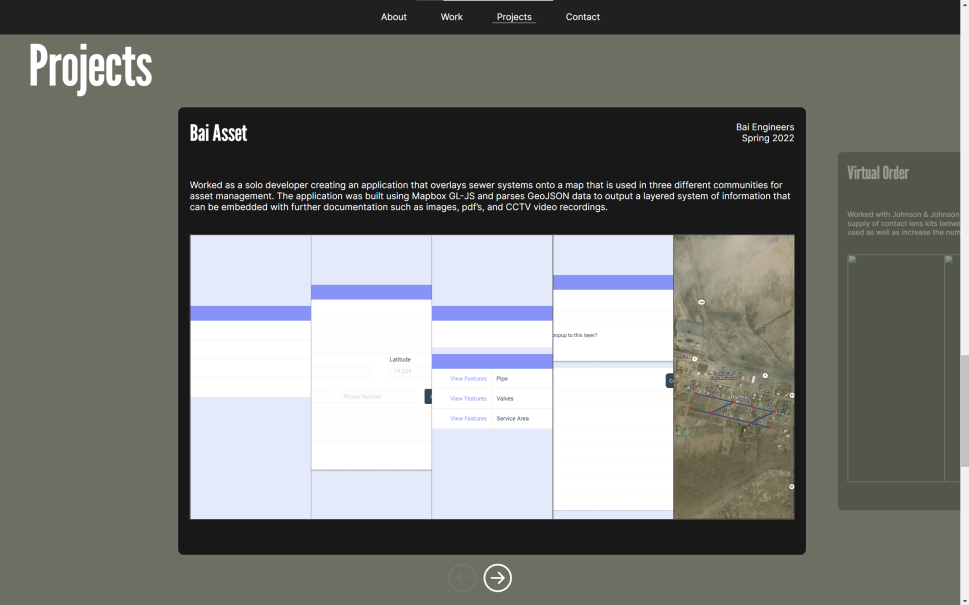 About
Work
Projects
Contact
Projects
Bai Asset
Bai Engineers
Spring 2022
Worked as a solo developer creating an application that overlays sewer systems onto a map that is used in three different communities for
asset management. The application was built using Mapbox GL-JS and parses GeoJSON data to output a layered system of information that
can be embedded with further documentation such as images, pdf's, and CCTV video recordings.
popup to this layer?
Latitude
Phone Number
View Features
Pipe
View Features
Valves
View Features
Service Area
Virtual Order
Worked with Johnson & Johnson
supply of contact lens kits betwe
used as well as increase the num